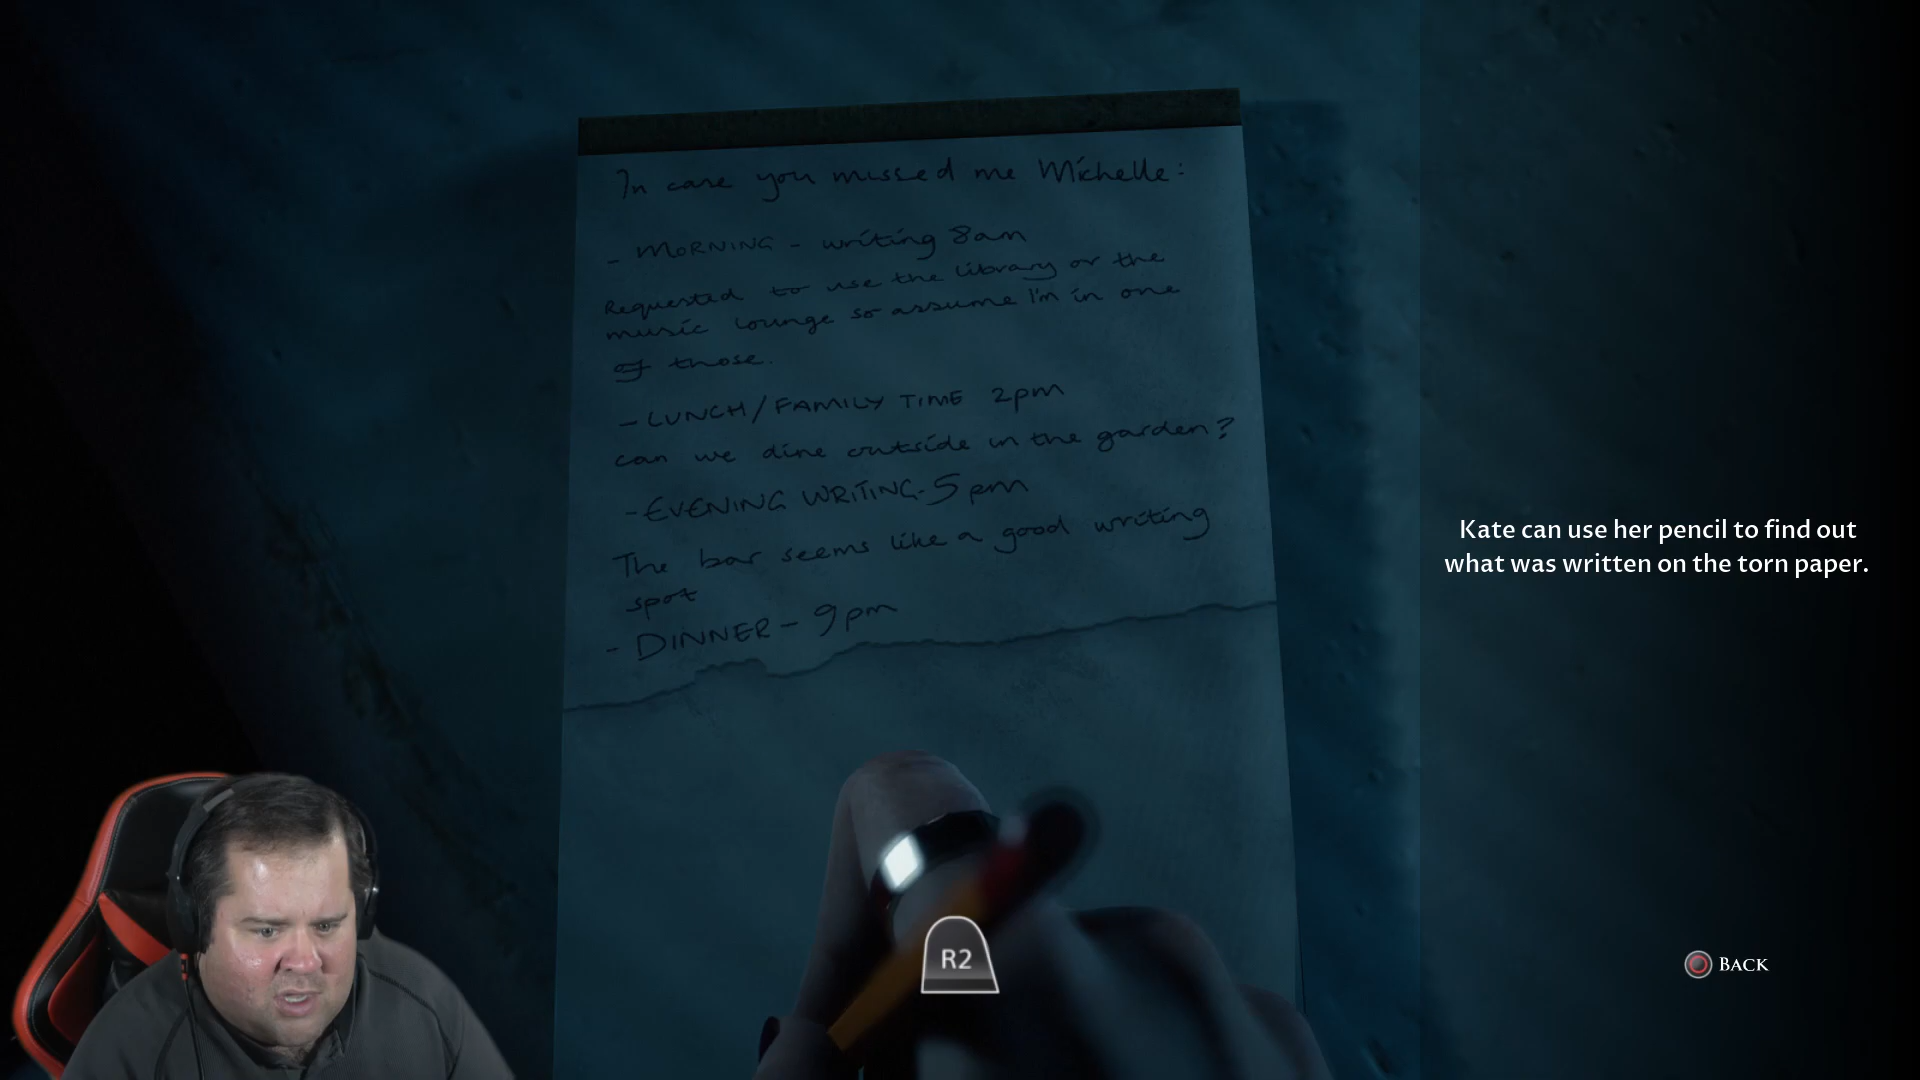 In case you missed me Michelle:
- MORNING - writing 8am
Requested to use the library or the
music lounge so assume I'm in one
of those.
- LUNCH/FAMILY TIME 2pm
can we dine outside in the garden?
- EVENING WRITING - 5pm
The bar seems like a good writing
spot
- DINNER - 9pm
Kate can use her pencil to find out
what was written on the torn paper.
R2
BACK